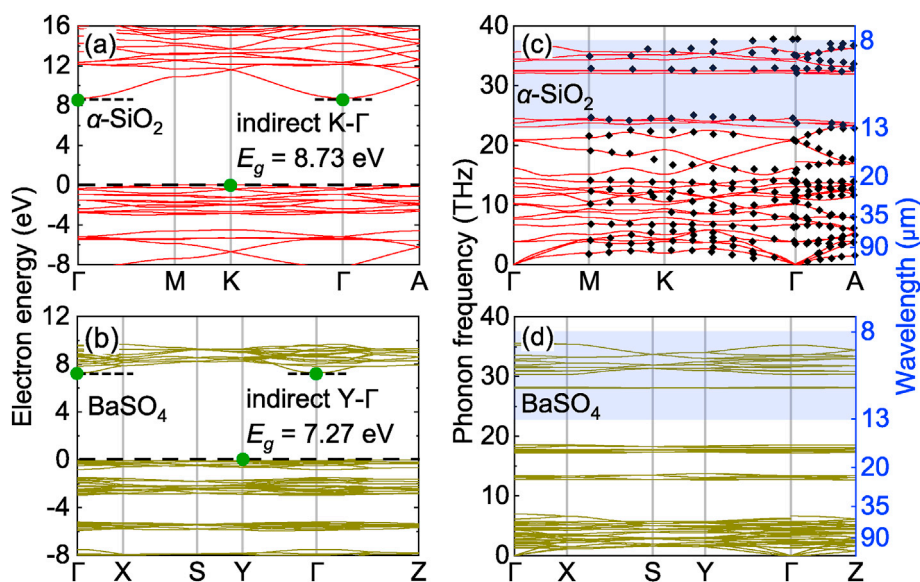 (a)
16
12
8
4
0
-4
-8
α-SiO2
indirect K-Γ
Eg = 8.73 eV
Γ M K Γ A
(c)
40
30
20
10
0
α-SiO2
8
13
20
35
90
Γ M K Γ A
Electron energy (eV)
Phonon frequency (THz)
Wavelength (μm)
(b)
12
8
4
0
-4
-8
BaSO4
indirect Y-Γ
Eg = 7.27 eV
Γ X S Y Γ Z
(d)
40
30
20
10
0
BaSO4
8
13
20
35
90
Γ X S Y Γ Z